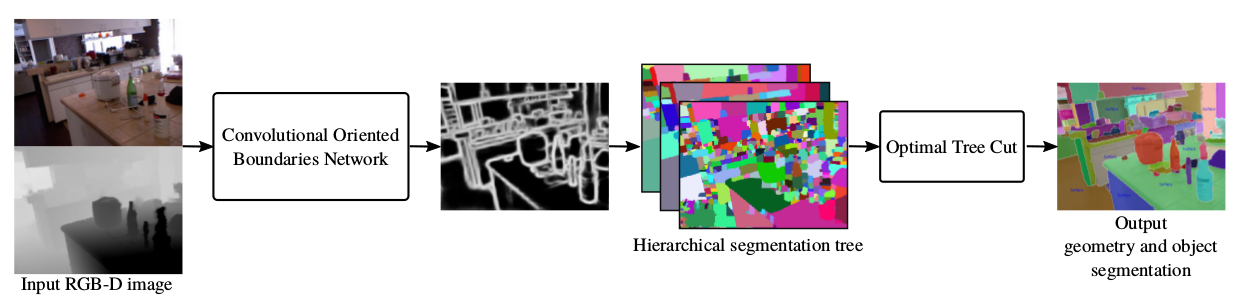 Input RGB-D image
Convolutional Oriented
Boundaries Network
Hierarchical segmentation tree
Optimal Tree Cut
Output
geometry and object
segmentation